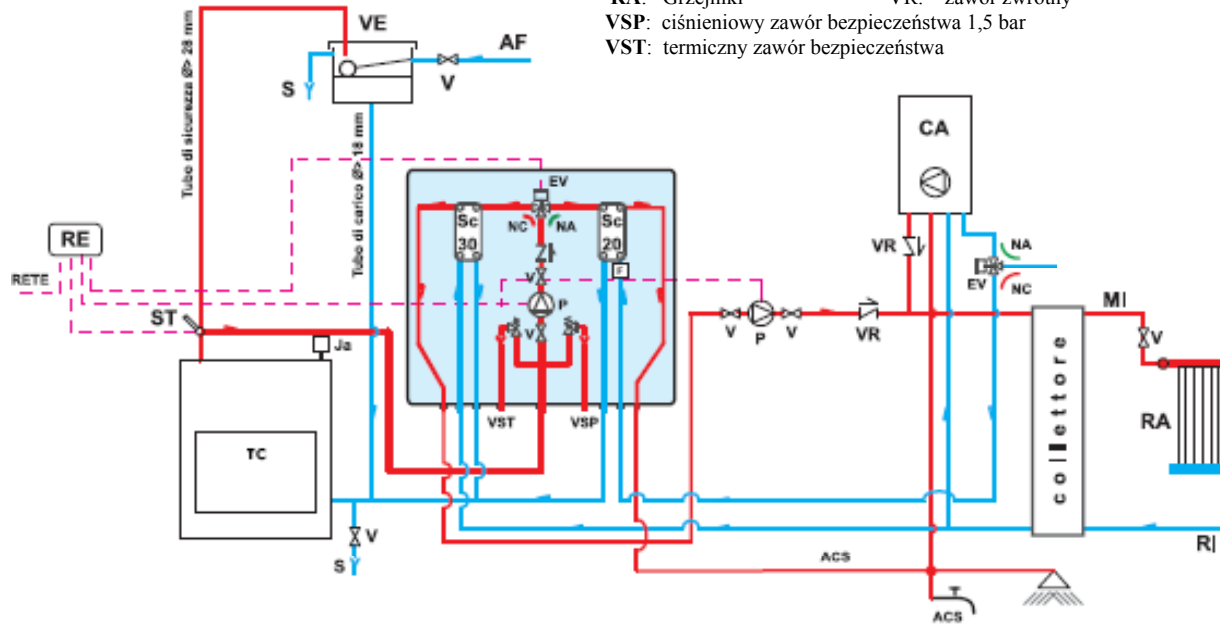 RA: Grzejniki VR: zawór zwrotny
VSP: ciśnieniowy zawór bezpieczeństwa 1,5 bar
VST: termiczny zawór bezpieczeństwa
VE
AF
S
V
Tubo di sicurezza Ø> 28 mm
Tubo di carico Ø> 18 mm
CA
EV
NC
NA
Sc
30
Sc
20
F
V
P
V
VST
VSP
RE
RETE
ST
Ja
TC
V
S
VR
NA
EV
NC
V
P
V
VR
MI
V
RA
collettore
RI
ACS
ACS